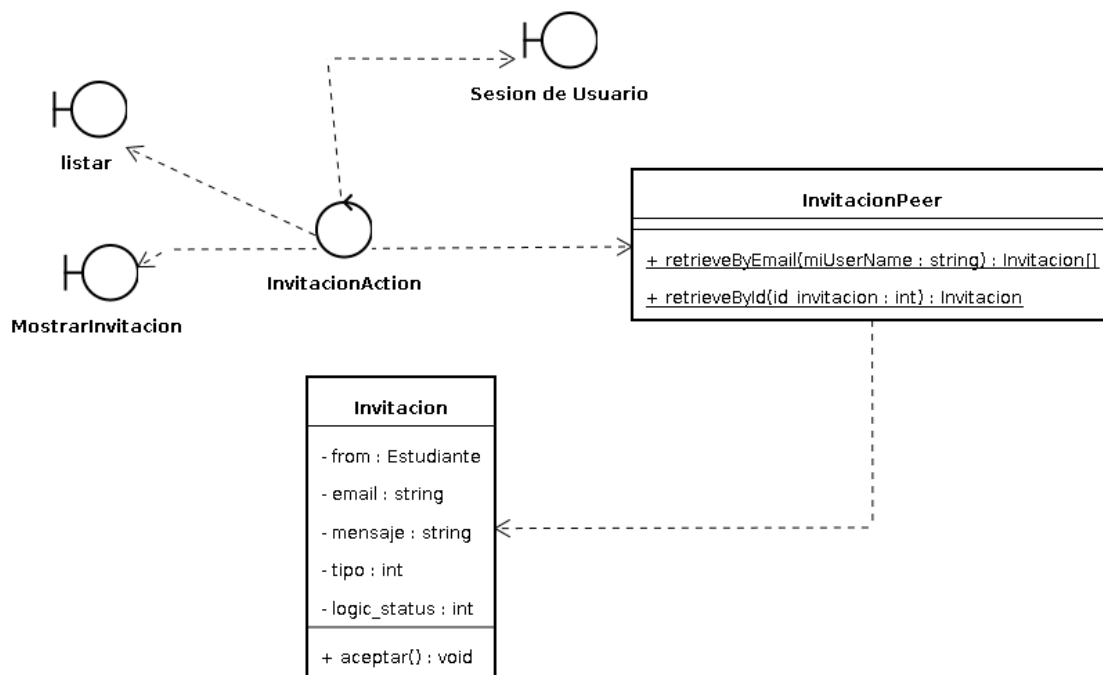 Sesion de Usuario
listar
InvitacionAction
MostrarInvitacion
InvitacionPeer
+ retrieveByEmail(miUserName : string) : Invitacion[]
+ retrieveById(id_invitacion : int) : Invitacion
Invitacion
- from : Estudiante
- email : string
- mensaje : string
- tipo : int
- logic_status : int
+ aceptar() : void